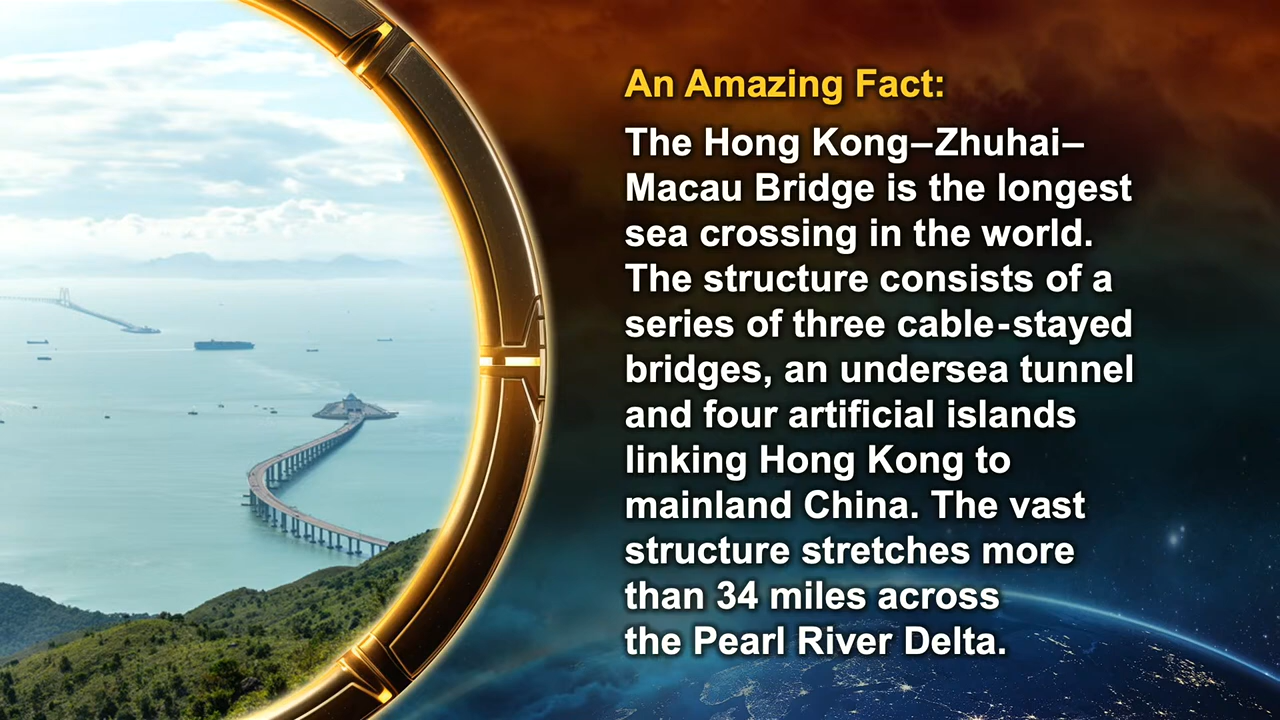 An Amazing Fact:
The Hong Kong–Zhuhai–
Macau Bridge is the longest
sea crossing in the world.
The structure consists of a
series of three cable-stayed
bridges, an undersea tunnel
and four artificial islands
linking Hong Kong to
mainland China. The vast
structure stretches more
than 34 miles across
the Pearl River Delta.